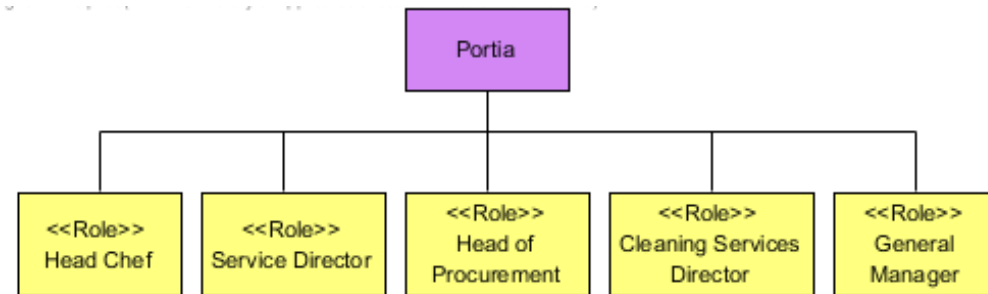 Portia
<<Role>>
Head Chef
<<Role>>
Service Director
<<Role>>
Head of
Procurement
<<Role>>
Cleaning Services
Director
<<Role>>
General
Manager